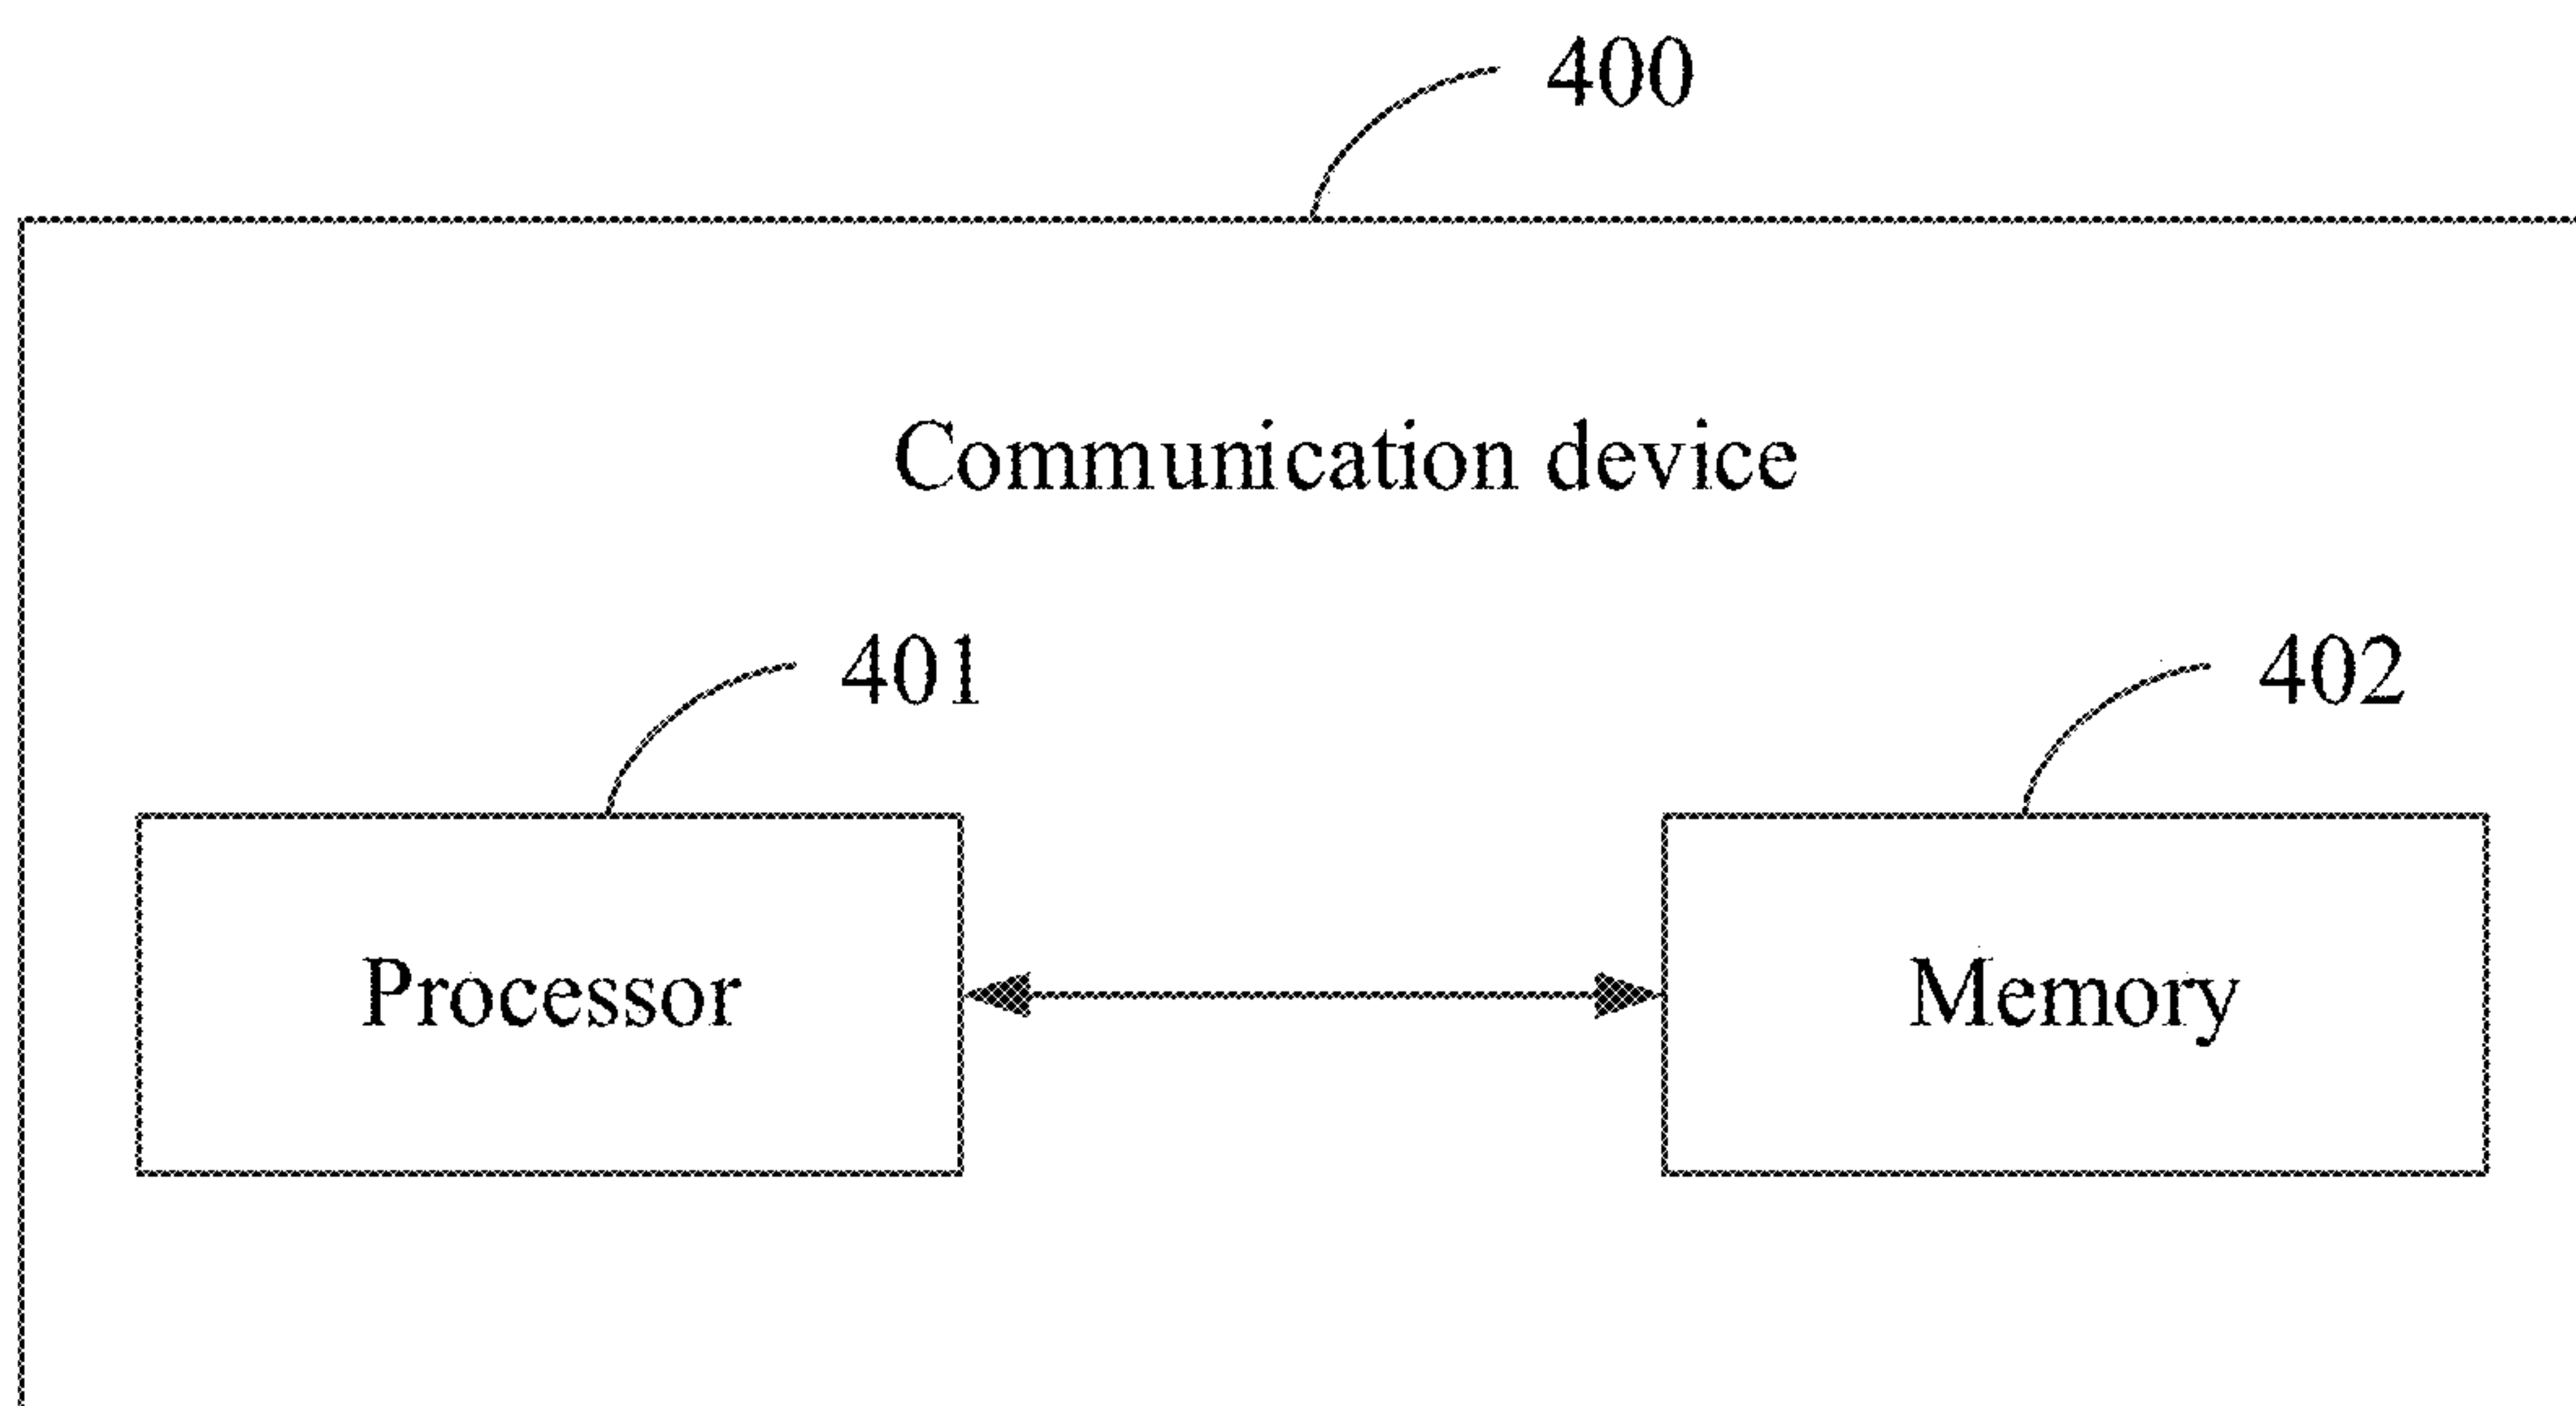 400
Communication device
401
402
Processor
Memory